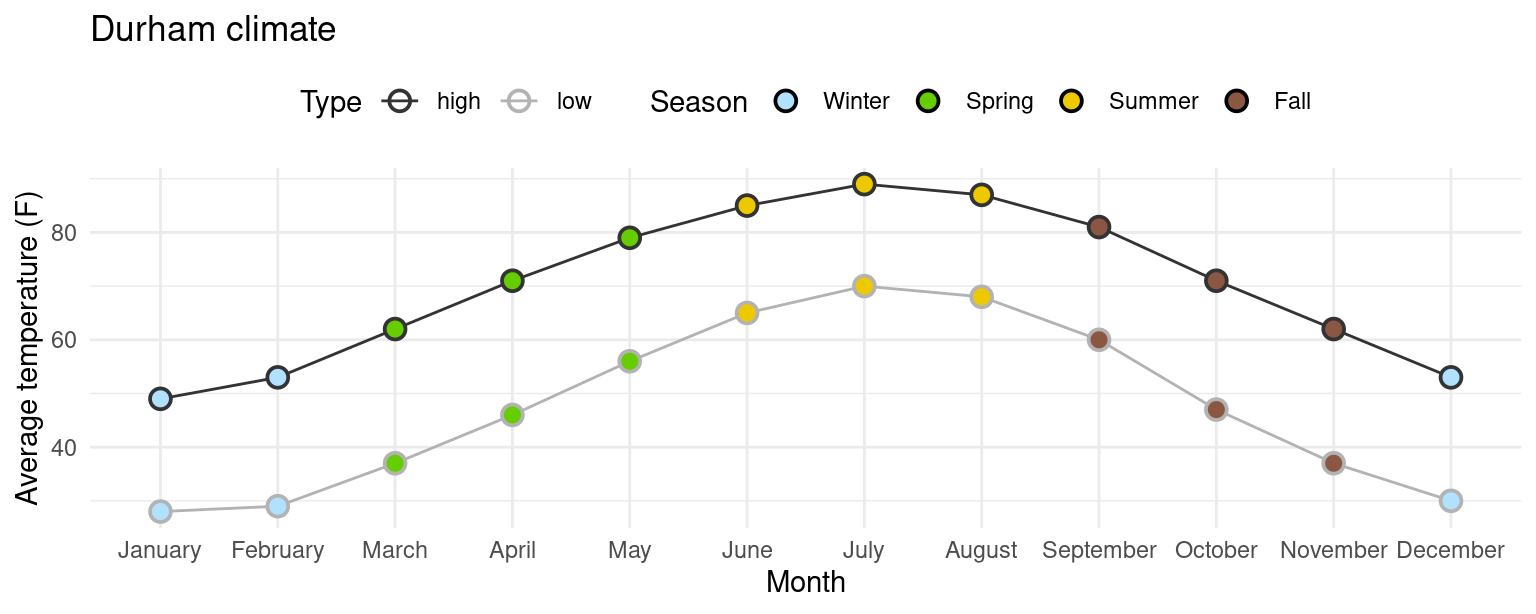 Durham climate
Type high low Season Winter Spring Summer Fall
Average temperature (F)
80
60
40
January February March April May June July August September October November December
Month